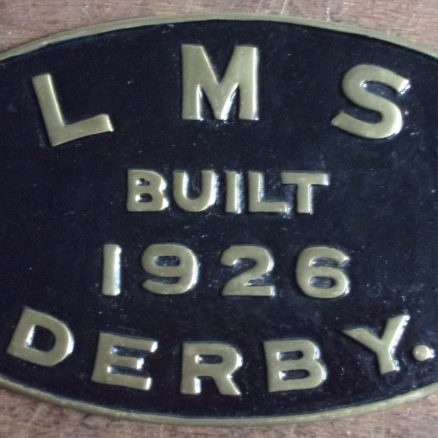 L M S
BUILT
1926
DERBY.